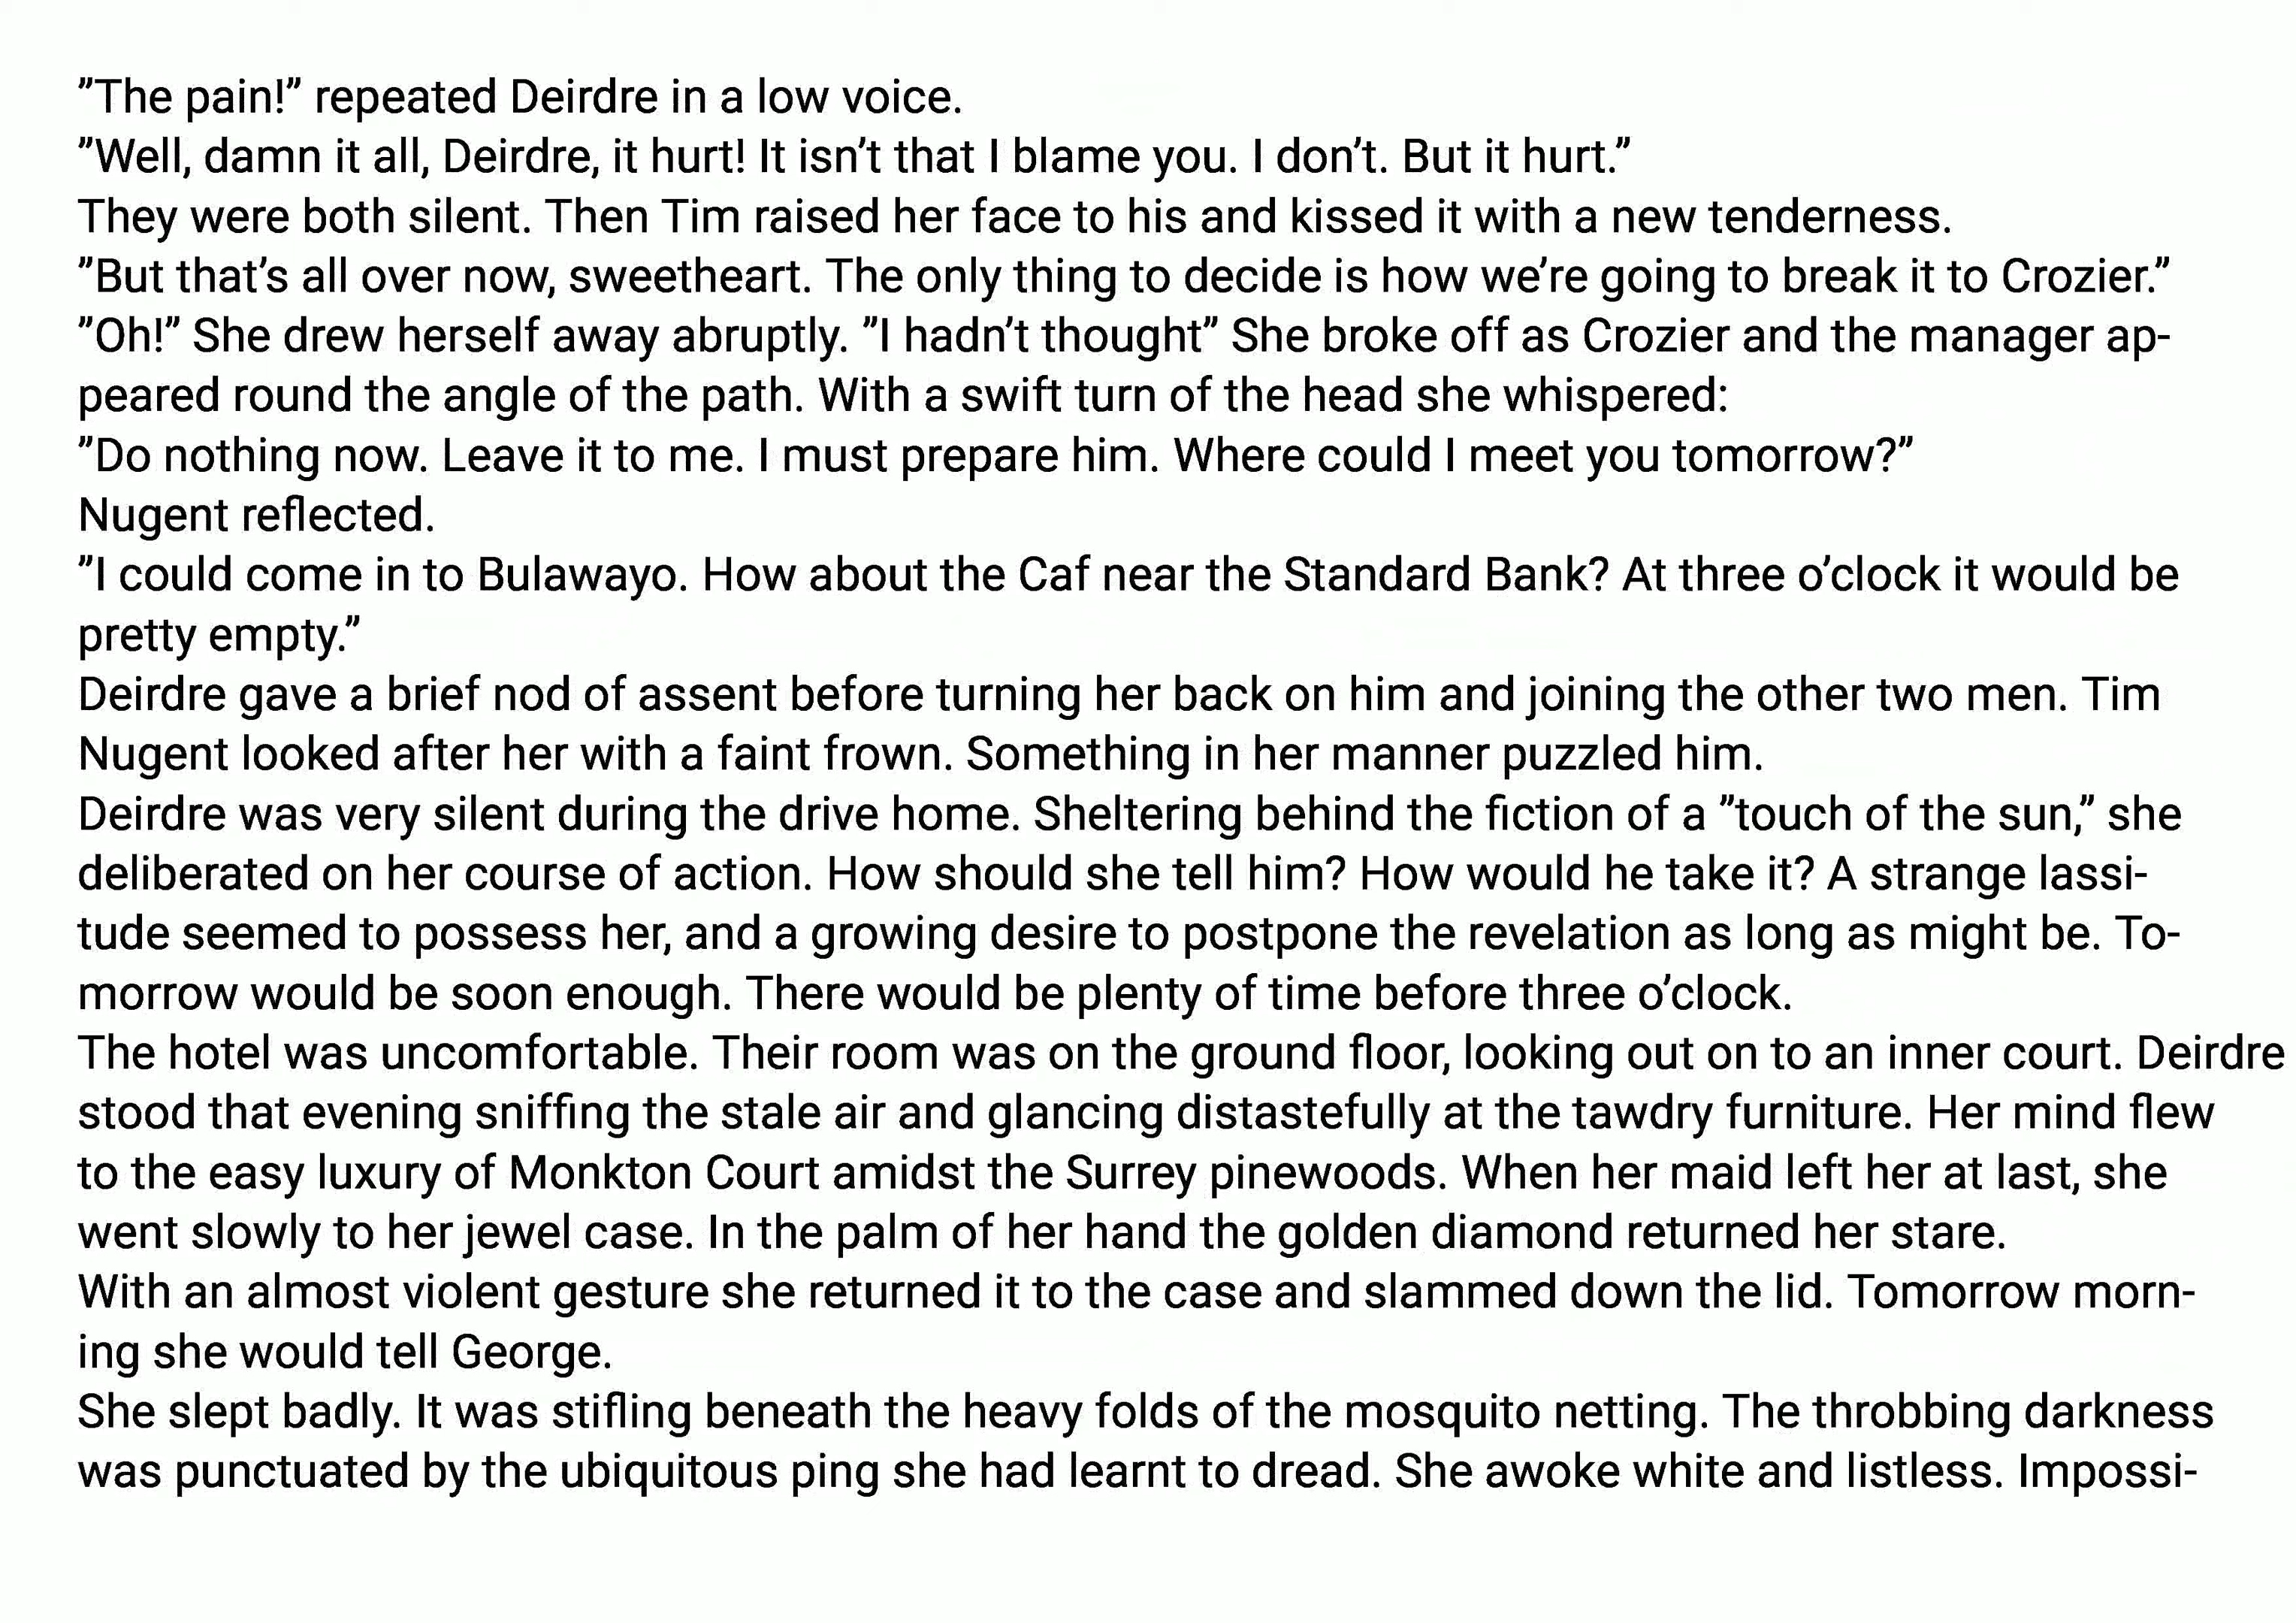 ”The pain!” repeated Deirdre in a low voice.
”Well, damn it all, Deirdre, it hurt! It isn’t that I blame you. I don’t. But it hurt.”
They were both silent. Then Tim raised her face to his and kissed it with a new tenderness.
”But that’s all over now, sweetheart. The only thing to decide is how we’re going to break it to Crozier.”
”Oh!” She drew herself away abruptly. ”I hadn’t thought” She broke off as Crozier and the manager ap-
peared round the angle of the path. With a swift turn of the head she whispered:
”Do nothing now. Leave it to me. I must prepare him. Where could I meet you tomorrow?”
Nugent reflected.
”I could come in to Bulawayo. How about the Caf near the Standard Bank? At three o’clock it would be
pretty empty.”
Deirdre gave a brief nod of assent before turning her back on him and joining the other two men. Tim
Nugent looked after her with a faint frown. Something in her manner puzzled him.
Deirdre was very silent during the drive home. Sheltering behind the fiction of a ”touch of the sun,” she
deliberated on her course of action. How should she tell him? How would he take it? A strange lassi-
tude seemed to possess her, and a growing desire to postpone the revelation as long as might be. To-
morrow would be soon enough. There would be plenty of time before three o’clock.
The hotel was uncomfortable. Their room was on the ground floor, looking out on to an inner court. Deirdre
stood that evening sniffing the stale air and glancing distastefully at the tawdry furniture. Her mind flew
to the easy luxury of Monkton Court amidst the Surrey pinewoods. When her maid left her at last, she
went slowly to her jewel case. In the palm of her hand the golden diamond returned her stare.
With an almost violent gesture she returned it to the case and slammed down the lid. Tomorrow morn-
ing she would tell George.
She slept badly. It was stifling beneath the heavy folds of the mosquito netting. The throbbing darkness
was punctuated by the ubiquitous ping she had learnt to dread. She awoke white and listless. Impossi-